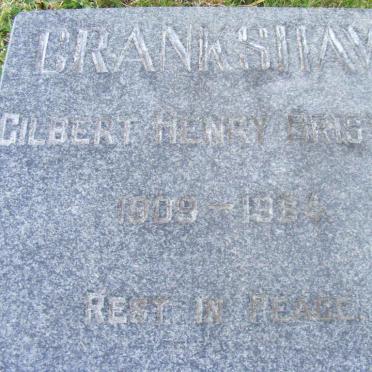 CRANKSHAW
GILBERT HENRY
1909 – 1984.
REST IN PEACE.